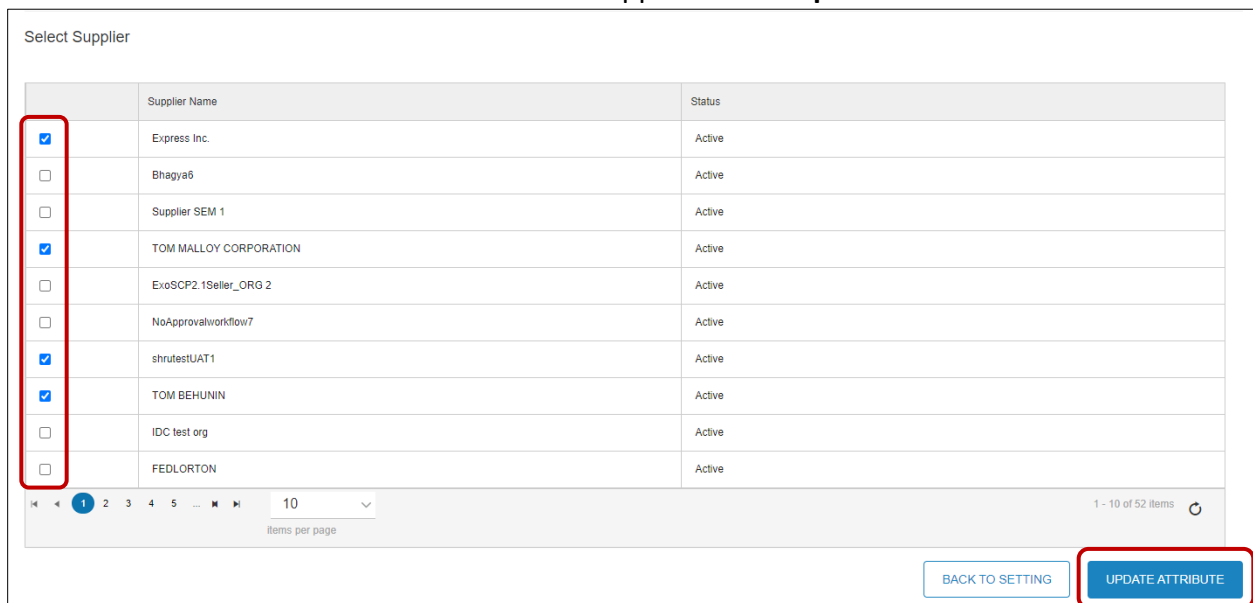 Select Supplier
Supplier Name Status
Express Inc. Active
Bhagya6 Active
Supplier SEM 1 Active
TOM MALLOY CORPORATION Active
ExoSCP2.1Seller_ORG 2 Active
NoApprovalworkflow7 Active
shrutestUAT1 Active
TOM BEHUNIN Active
IDC test org Active
FEDLORTON Active
1 2 3 4 5 ... 10 1 - 10 of 52 items
items per page
BACK TO SETTING UPDATE ATTRIBUTE